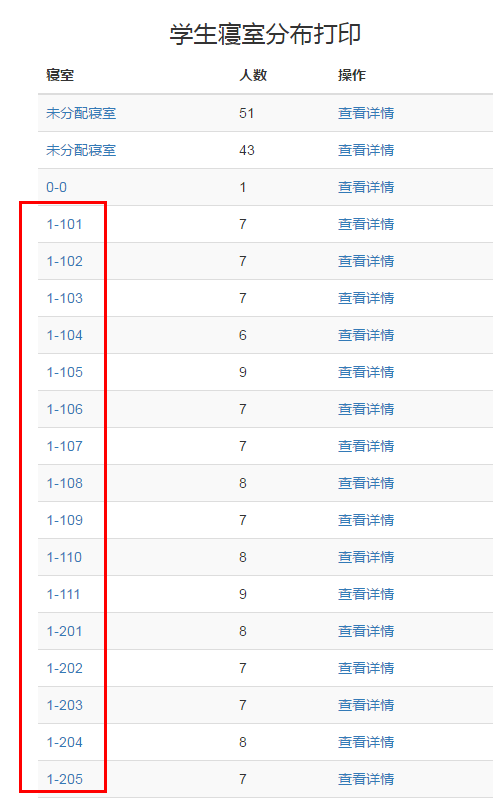 学生寝室分布打印
寝室 人数 操作
未分配寝室 51 查看详情
未分配寝室 43 查看详情
0-0 1 查看详情
1-101 7 查看详情
1-102 7 查看详情
1-103 7 查看详情
1-104 6 查看详情
1-105 9 查看详情
1-106 7 查看详情
1-107 7 查看详情
1-108 8 查看详情
1-109 7 查看详情
1-110 8 查看详情
1-111 9 查看详情
1-201 8 查看详情
1-202 7 查看详情
1-203 7 查看详情
1-204 8 查看详情
1-205 7 查看详情